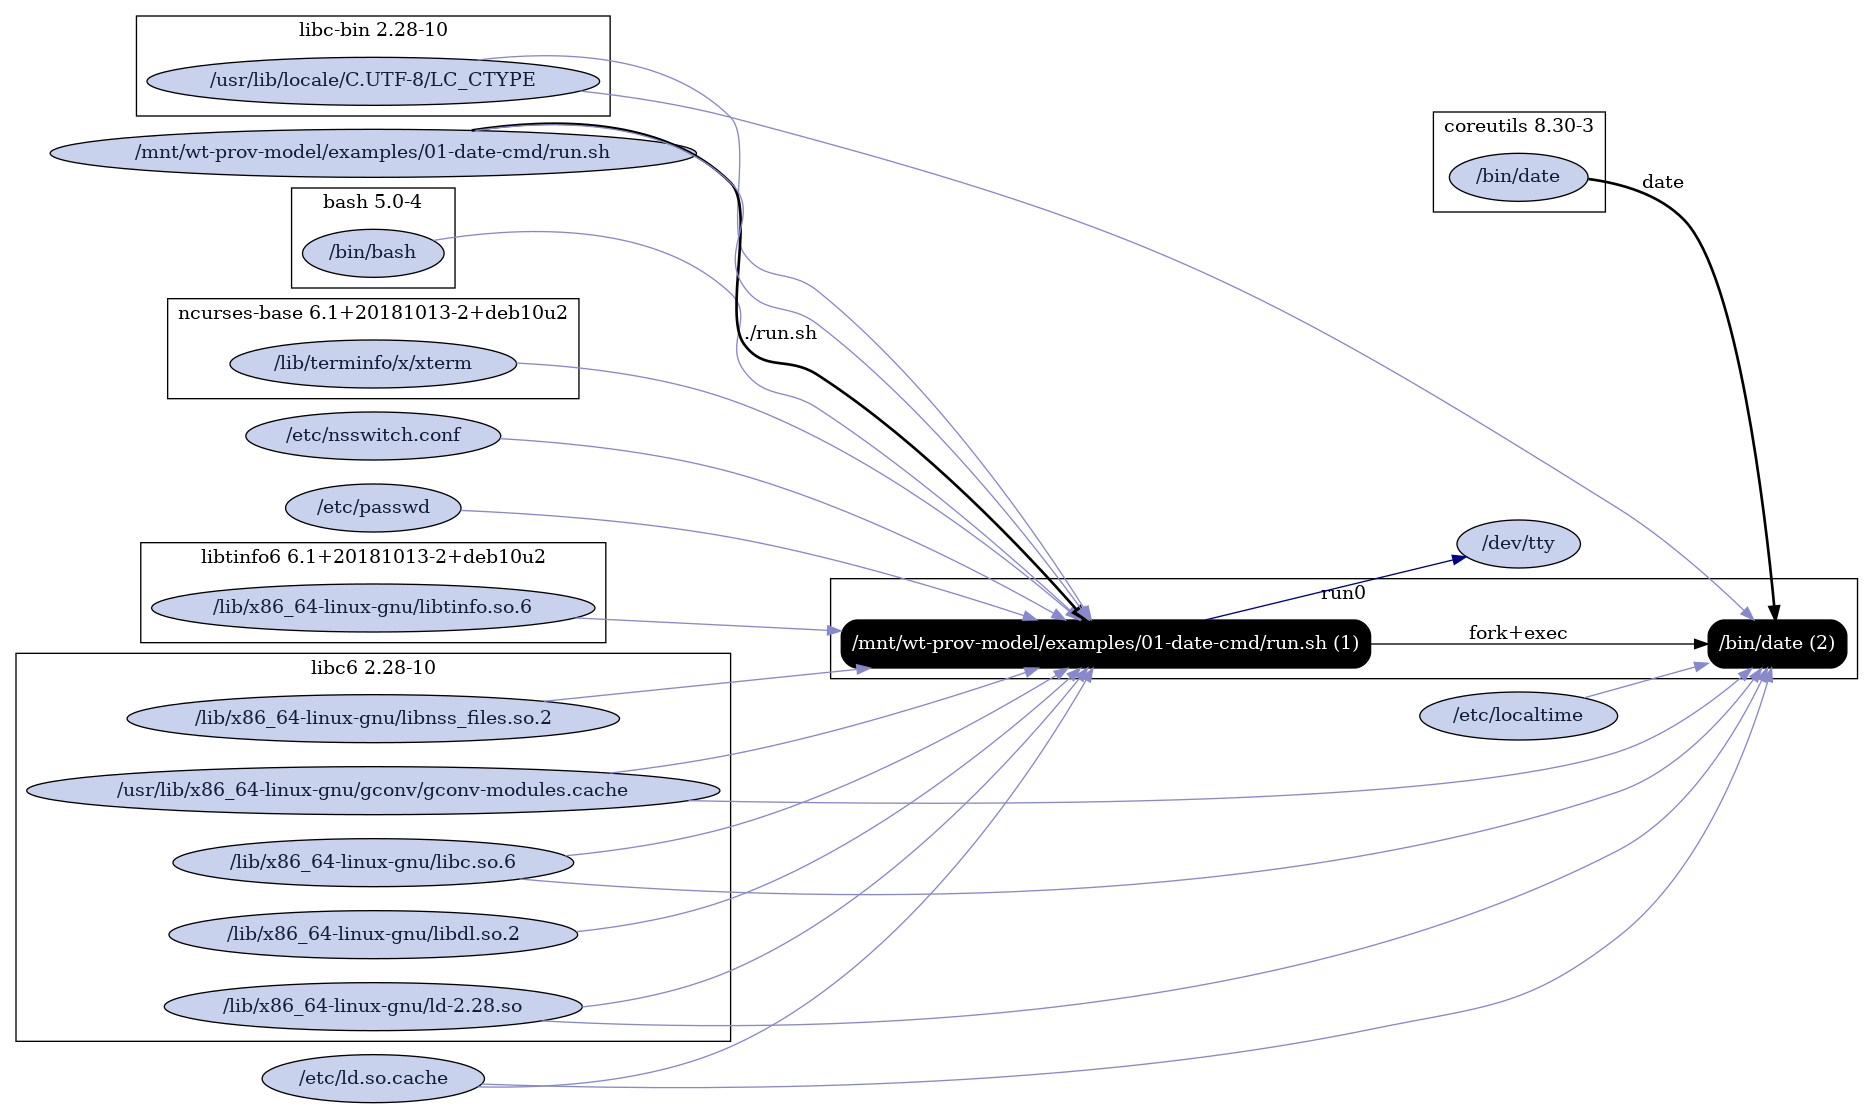 libc-bin 2.28-10
/usr/lib/locale/C.UTF-8/LC_CTYPE
/mnt/wt-prov-model/examples/01-date-cmd/run.sh
bash 5.0-4
/bin/bash
ncurses-base 6.1+20181013-2+deb10u2
/lib/terminfo/x/xterm
/etc/nsswitch.conf
/etc/passwd
libtinfo6 6.1+20181013-2+deb10u2
/lib/x86_64-linux-gnu/libtinfo.so.6
libc6 2.28-10
/lib/x86_64-linux-gnu/libnss_files.so.2
/usr/lib/x86_64-linux-gnu/gconv/gconv-modules.cache
/lib/x86_64-linux-gnu/libc.so.6
/lib/x86_64-linux-gnu/libdl.so.2
/lib/x86_64-linux-gnu/ld-2.28.so
/etc/ld.so.cache
./run.sh
coreutils 8.30-3
/bin/date
date
/dev/tty
run0
/mnt/wt-prov-model/examples/01-date-cmd/run.sh (1)
fork+exec
/bin/date (2)
/etc/localtime